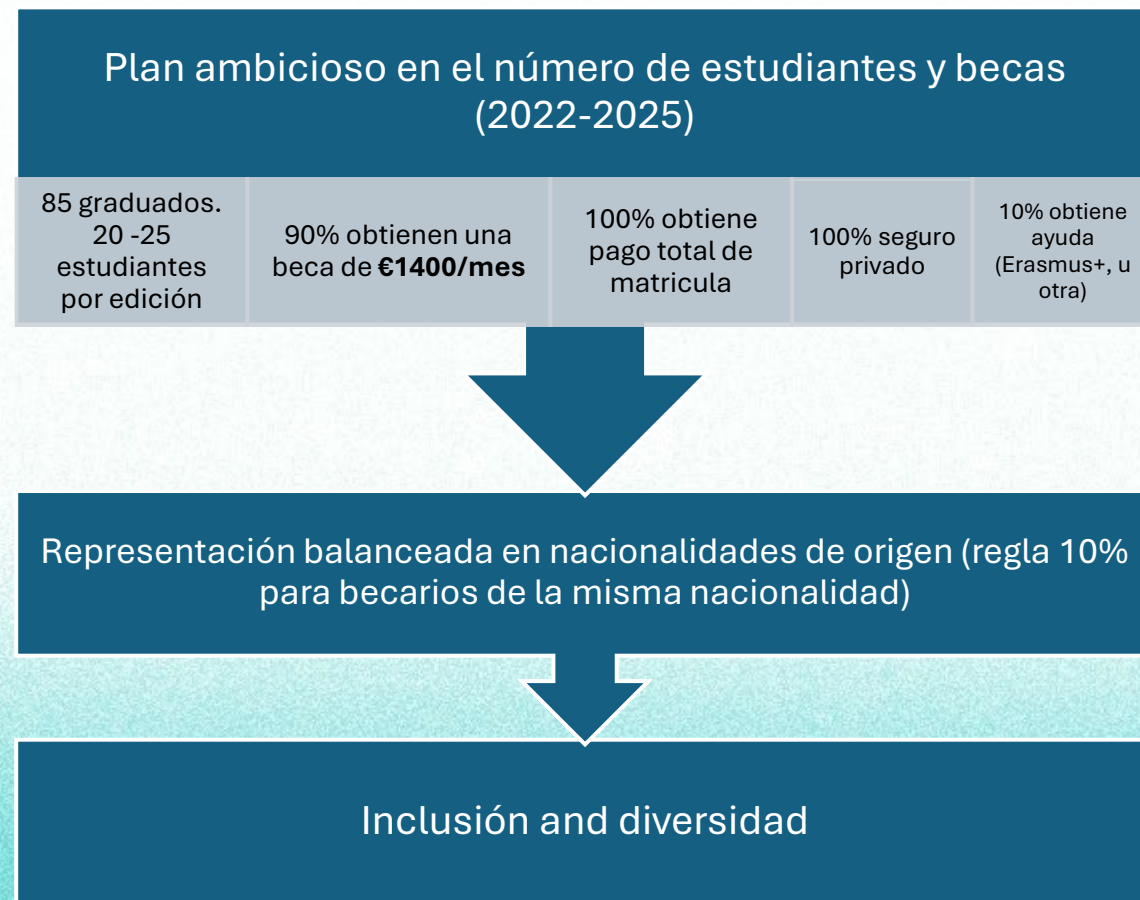 Plan ambicioso en el número de estudiantes y becas
(2022-2025)
85 graduados.
20 -25
estudiantes
por edición
90% obtienen una
beca de €1400/mes
100% obtiene
pago total de
matricula
100% seguro
privado
10% obtiene
ayuda
(Erasmus+, u
otra)
Representación balanceada en nacionalidades de origen (regla 10%
para becarios de la misma nacionalidad)
Inclusión and diversidad